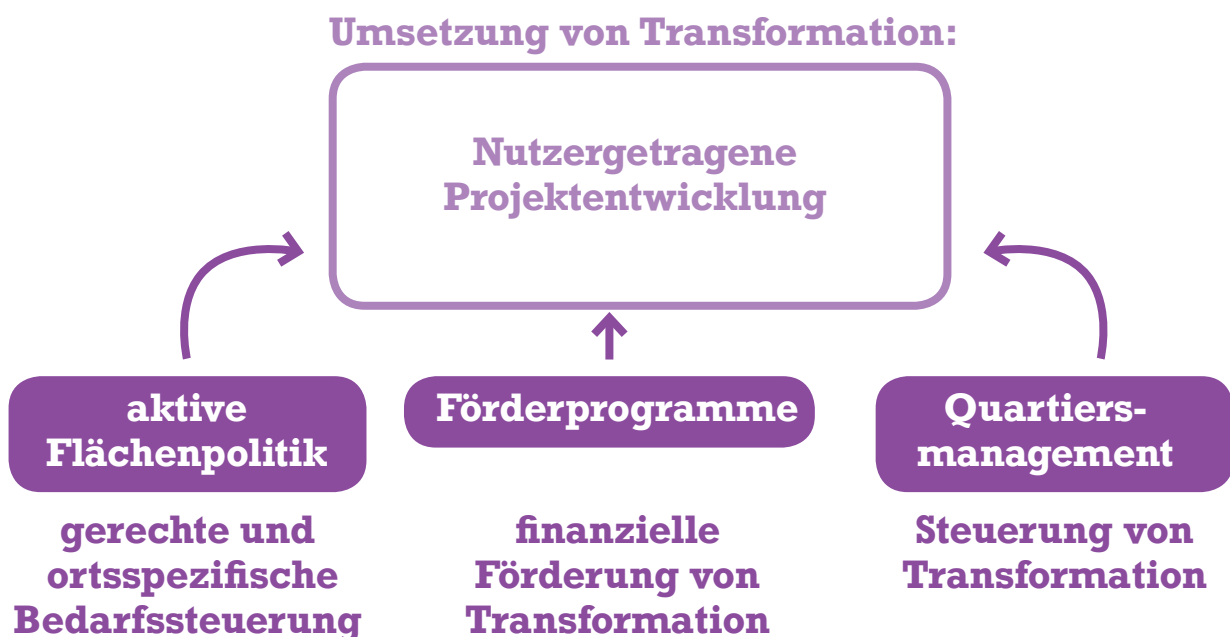 Umsetzung von Transformation:
Nutzergetragene
Projektentwicklung
aktive
Flächenpolitik
Förderprogramme
Quartiers-
management
gerechte und
ortsspezifische
Bedarfssteuerung
finanzielle
Förderung von
Transformation
Steuerung von
Transformation